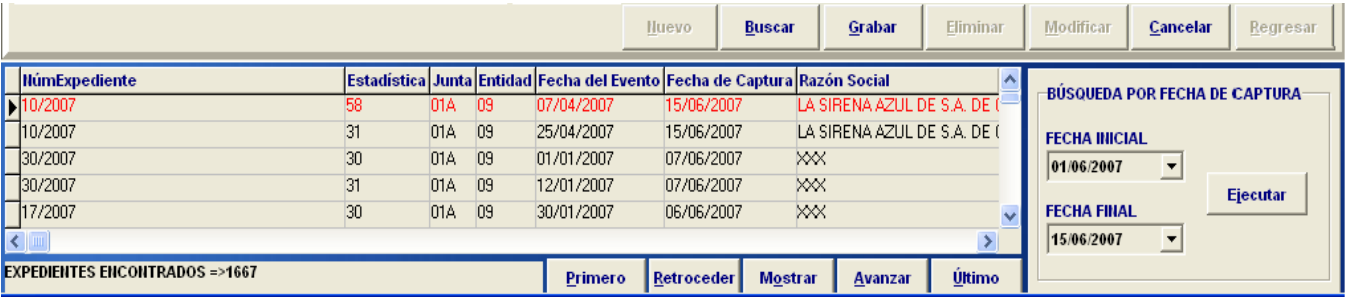 Nuevo Buscar Grabar Eliminar Modificar Cancelar Regresar
NúmExpediente Estadística Junta Entidad Fecha del Evento Fecha de Captura Razón Social
10/2007 58 01A 09 07/04/2007 15/06/2007 LA SIRENA AZUL DE S.A. DE
10/2007 31 01A 09 25/04/2007 15/06/2007 LA SIRENA AZUL DE S.A. DE
30/2007 30 01A 09 01/01/2007 07/06/2007 XXX
30/2007 31 01A 09 12/01/2007 07/06/2007 XXX
17/2007 30 01A 09 30/01/2007 06/06/2007 XXX
EXPEDIENTES ENCONTRADOS =>1667
Primero Retroceder Mostrar Avanzar Último
BÚSQUEDA POR FECHA DE CAPTURA
FECHA INICIAL
01/06/2007
Ejecutar
FECHA FINAL
15/06/2007